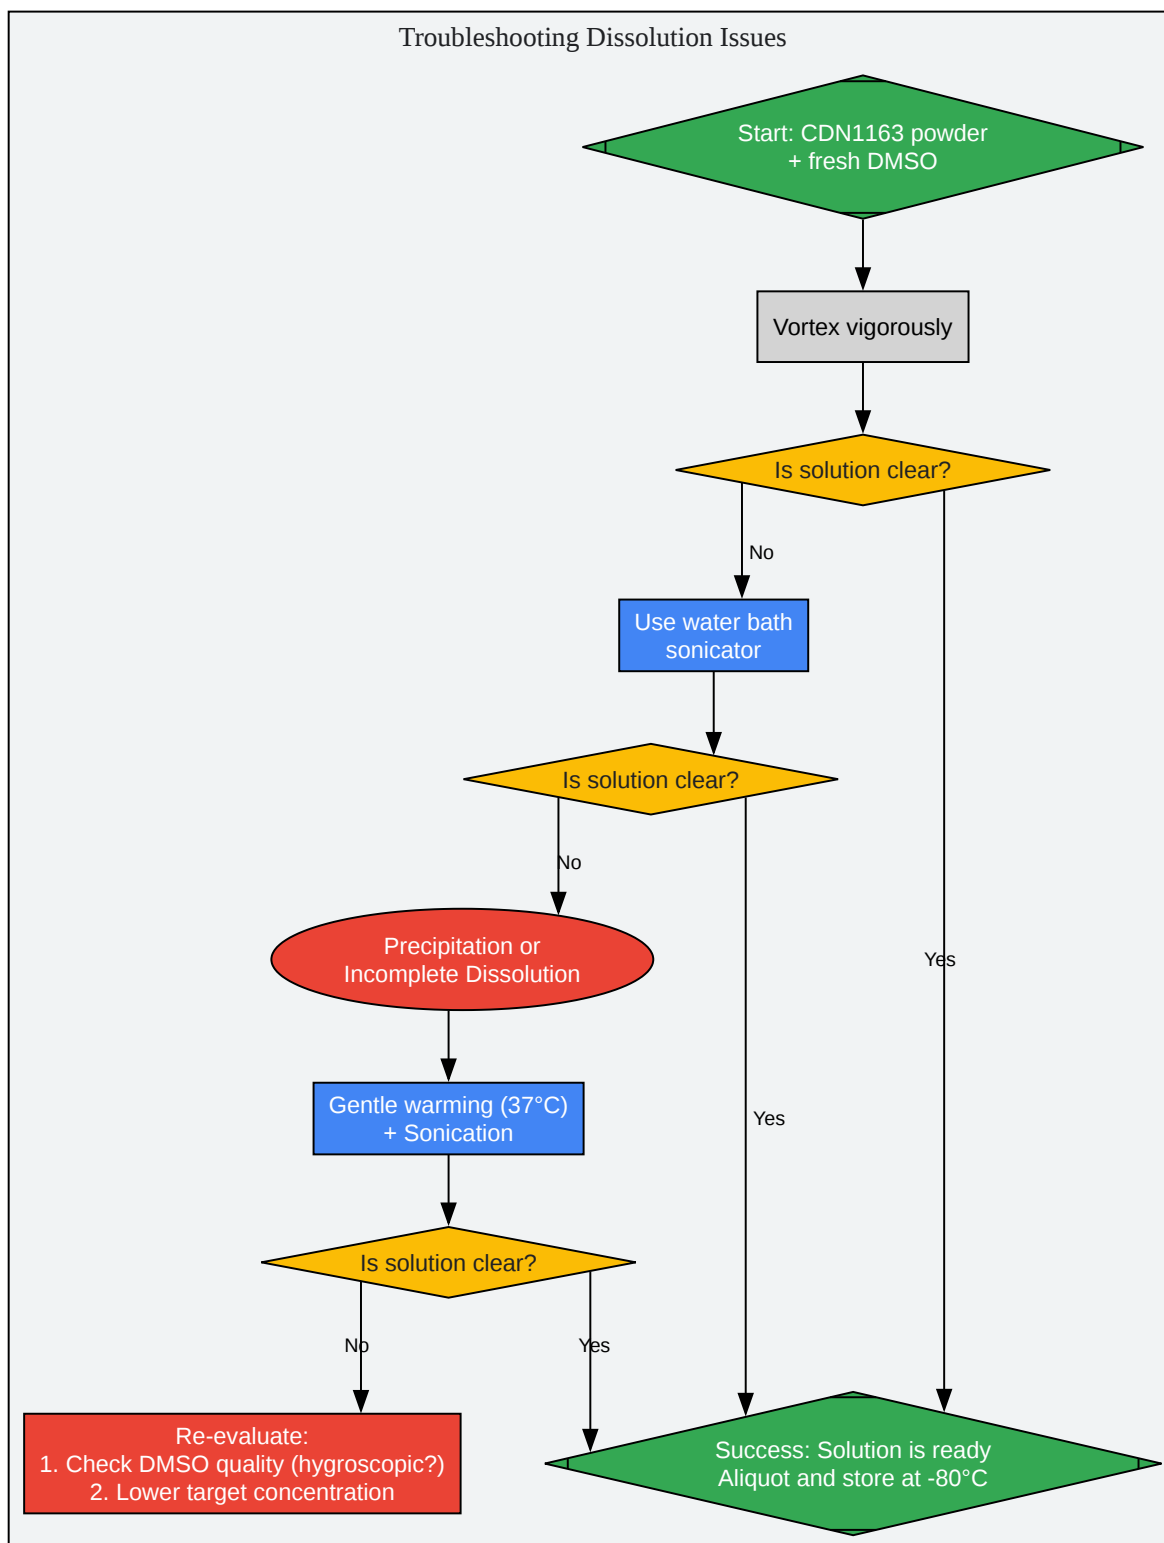 Troubleshooting Dissolution Issues
Start: CDN1163 powder
+ fresh DMSO
Vortex vigorously
Is solution clear?
No
Use water bath
sonicator
Is solution clear?
No
Precipitation or
Incomplete Dissolution
Yes
Gentle warming (37°C)
+ Sonication
Yes
Is solution clear?
No
Yes
Re-evaluate:
1. Check DMSO quality (hygroscopic?)
2. Lower target concentration
Success: Solution is ready
Aliquot and store at -80°C